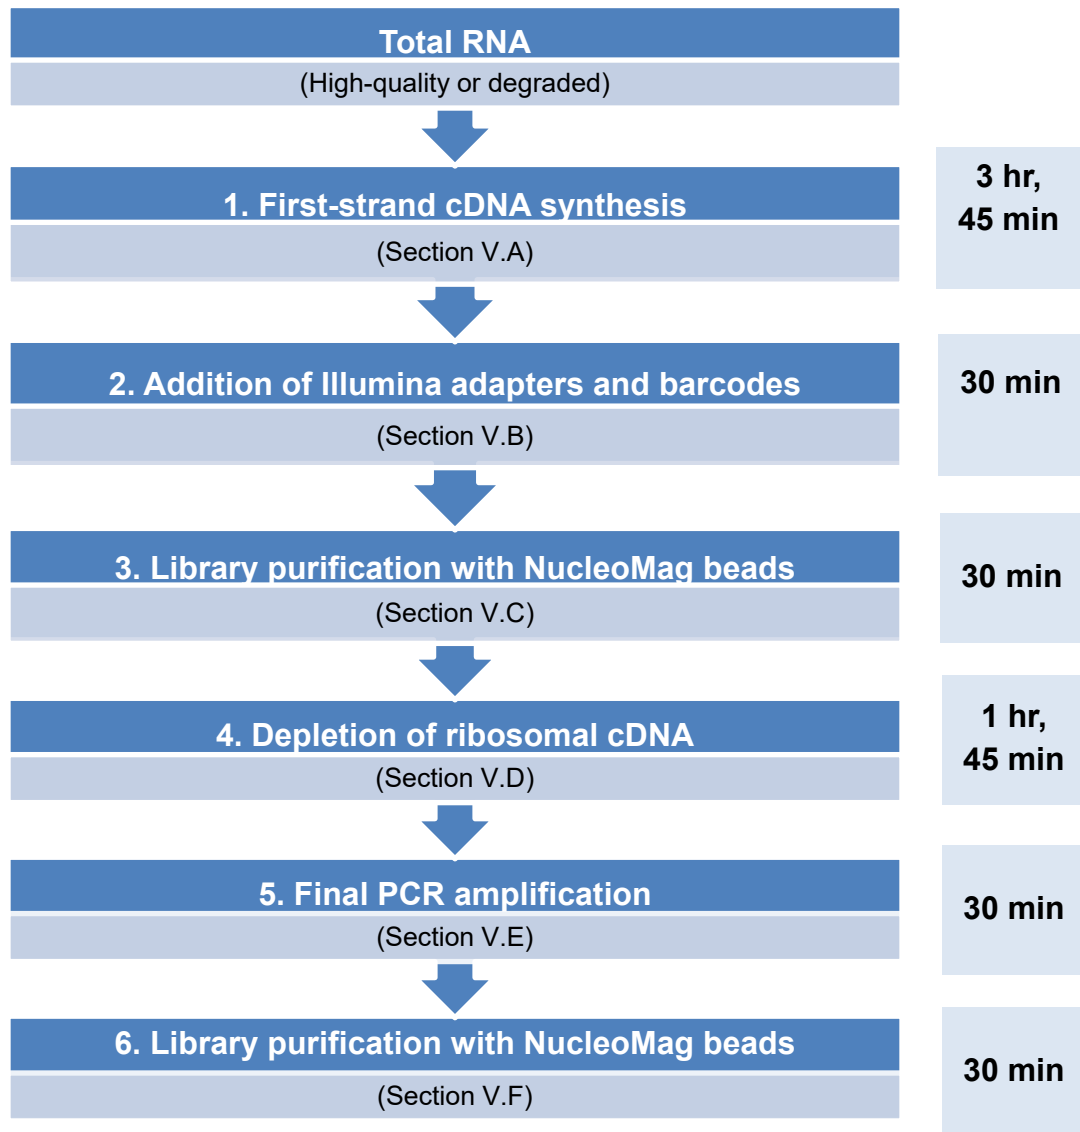 Total RNA
(High-quality or degraded)
1. First-strand cDNA synthesis
(Section V.A)
3 hr,
45 min
2. Addition of Illumina adapters and barcodes
(Section V.B)
30 min
3. Library purification with NucleoMag beads
(Section V.C)
30 min
4. Depletion of ribosomal cDNA
(Section V.D)
1 hr,
45 min
5. Final PCR amplification
(Section V.E)
30 min
6. Library purification with NucleoMag beads
(Section V.F)
30 min